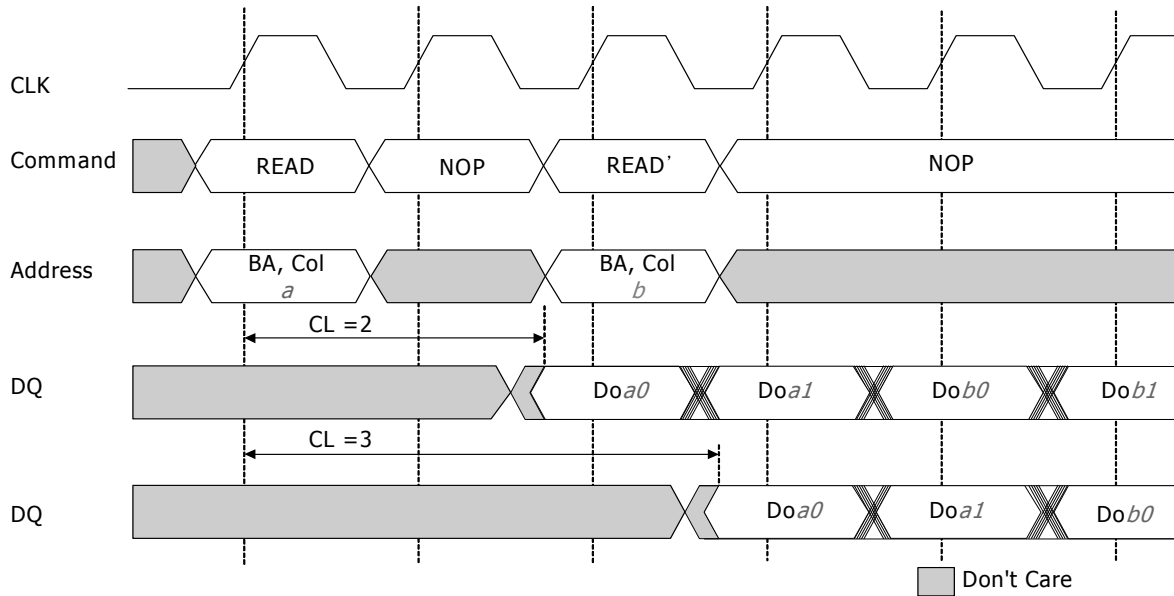 CLK
Command READ NOP READ' NOP
Address BA, Col BA, Col
a b
CL =2
DQ Doa0 Doa1 Dob0 Dob1
CL =3
DQ Doa0 Doa1 Dob0
Don't Care